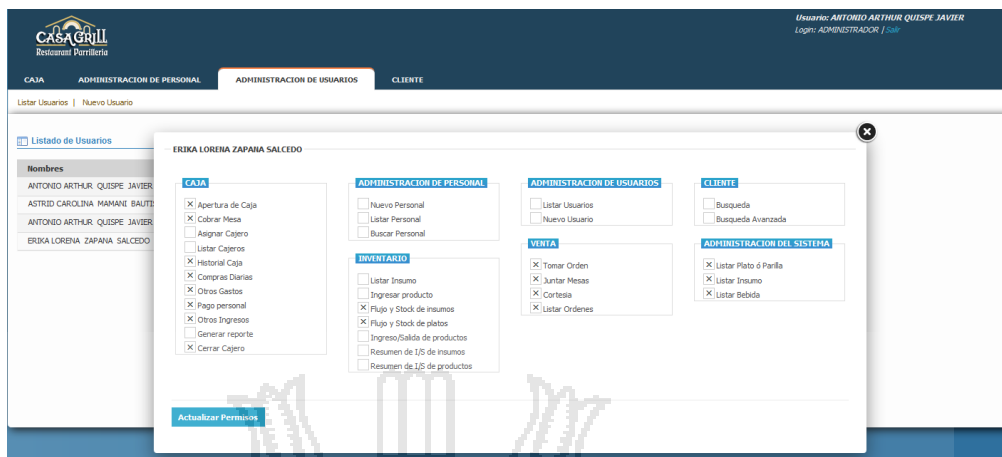 CASA GRILL
Restaurant Parrilleria
Usuario: ANTONIO ARTHUR QUISPE JAVIER
Login: ADMINISTRADOR | Salir
CAJA ADMINISTRACION DE PERSONAL ADMINISTRACION DE USUARIOS CLIENTE
Listar Usuarios | Nuevo Usuario
Listado de Usuarios
Nombres
ANTONIO ARTHUR QUISPE JAVIER
ASTRID CAROLINA MAMANI
ANTONIO ARTHUR QUISPE JAVIER
ERIKA LORENA ZAPANA SALCEDO
ERIKA LORENA ZAPANA SALCEDO
CAJA
Apertura de Caja
Cobrar Mesa
Asignar Cajero
Listar Cajeros
Historial Caja
Compras Diarias
Otros Gastos
Pago personal
Otros Ingresos
Generar reporte
Cerrar Cajero
ADMINISTRACION DE PERSONAL
Nuevo Personal
Listar Personal
Buscar Personal
INVENTARIO
Listar Insumo
Ingresar producto
Flujo y Stock de insumos
Flujo y Stock de platos
Ingreso/Salida de productos
Resumen de I/S de insumos
Resumen de I/S de productos
ADMINISTRACION DE USUARIOS
Listar Usuarios
Nuevo Usuario
VENTA
Tomar Orden
Juntar Mesas
Cortesia
Listar Ordenes
CLIENTE
Busqueda
Busqueda Avanzada
ADMINISTRACION DEL SISTEMA
Listar Plato ó Parilla
Listar Insumo
Listar Bebida
Actualizar Permisos